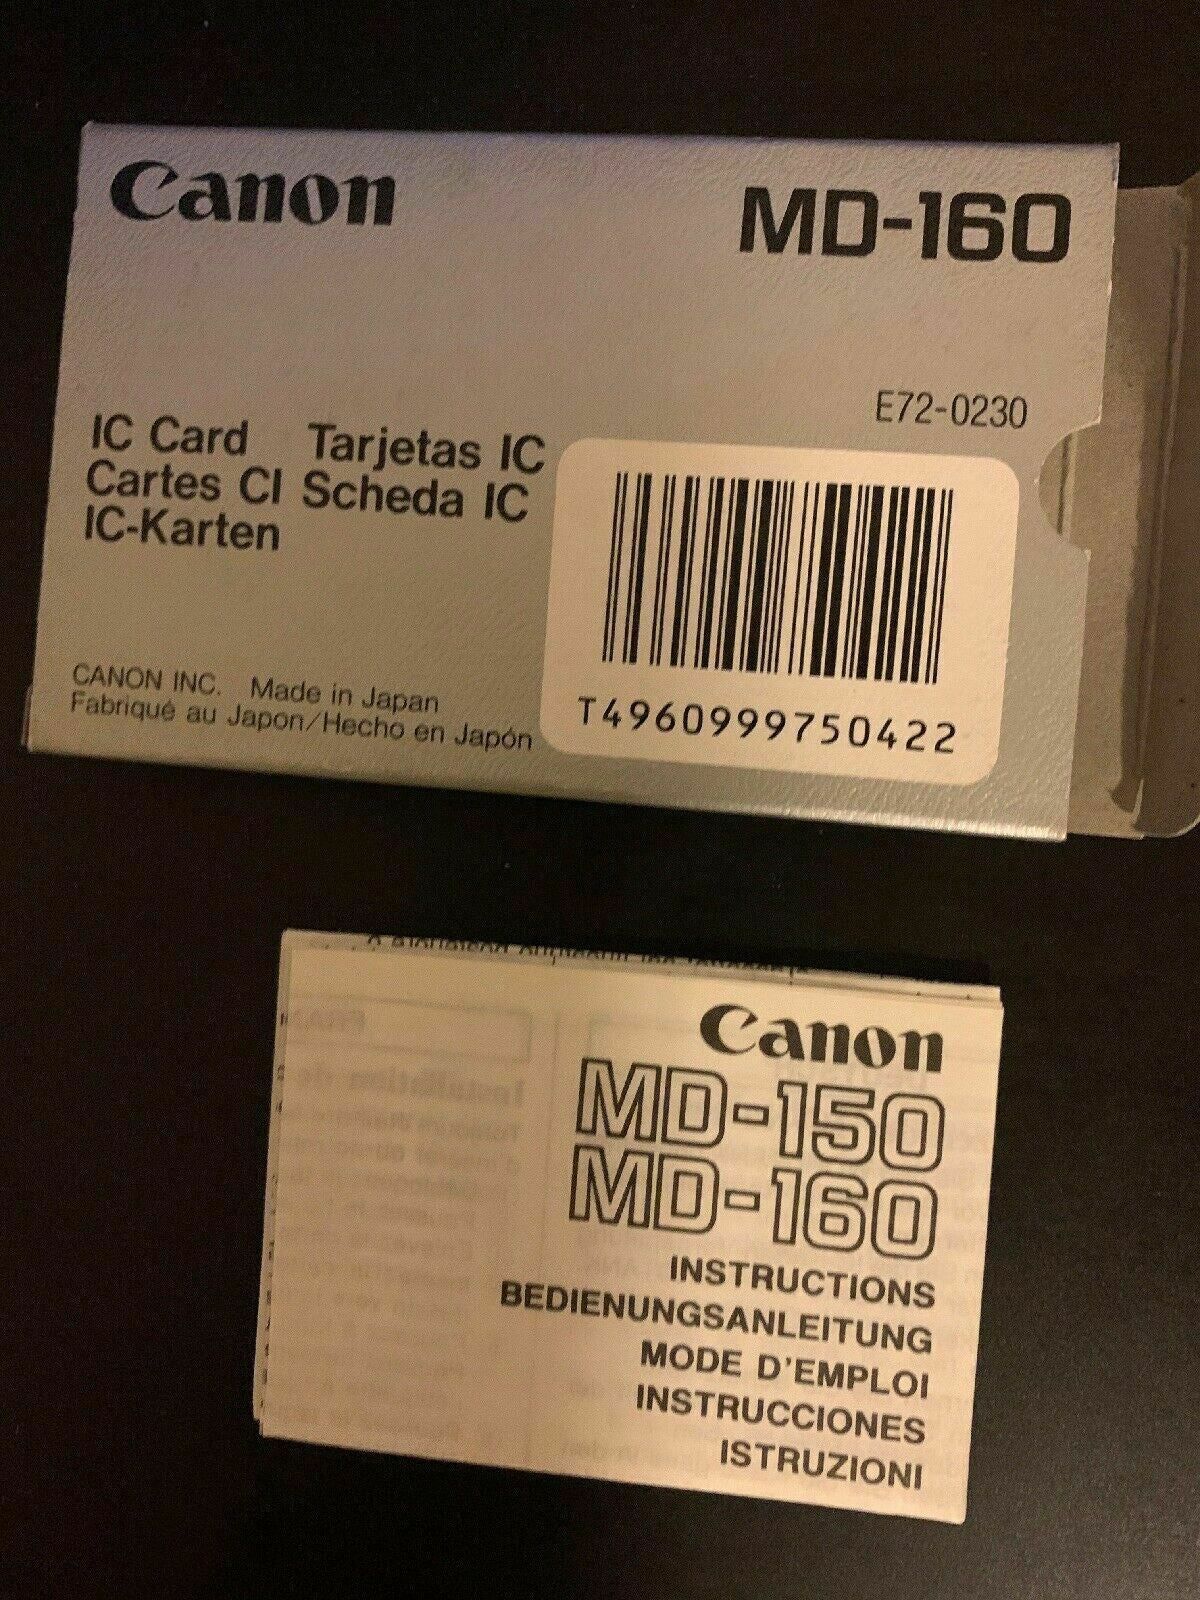 Canon
MD-160
E72-0230
IC Card Tarjetas IC
Cartes CI Scheda IC
IC-Karten
CANON INC. Made in Japan
Fabriqué au Japon/Hecho en Japón
T4960999750422
Canon
MD-150
MD-160
INSTRUCTIONS
BEDIENUNGSANLEITUNG
MODE D'EMPLOI
INSTRUCCIONES
ISTRUZIONI